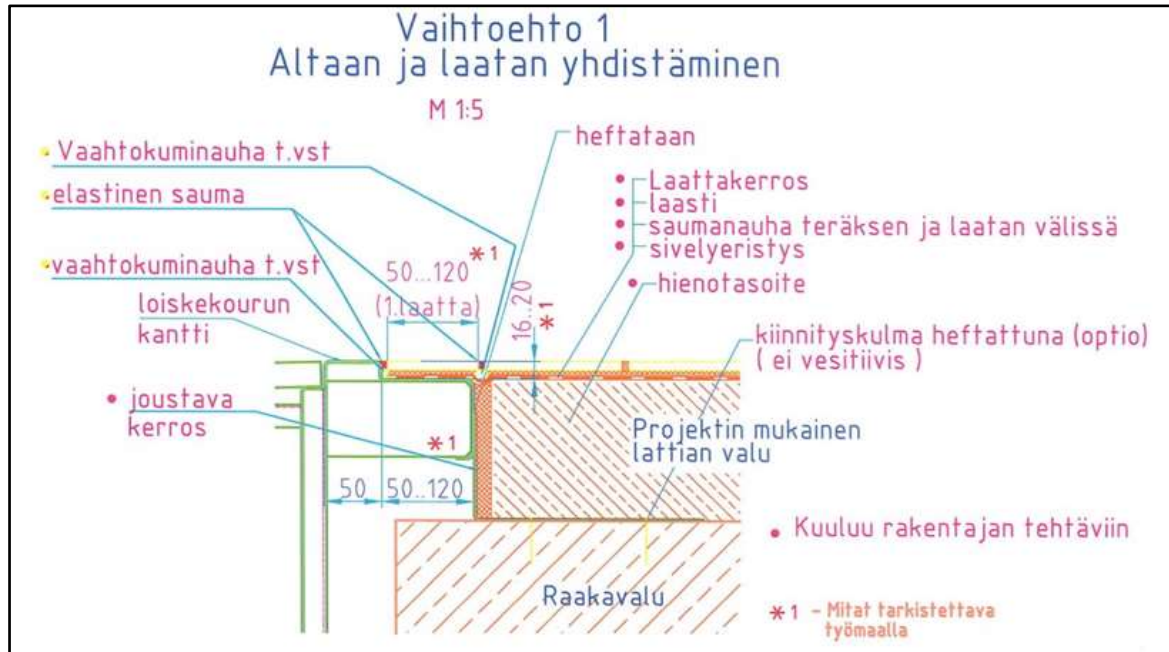 Vaihtoehto 1
Altaan ja laatan yhdistäminen
M 1:5
heftataan
Vaahtokuminauha t.vst
elastinen sauma
vaahtokuminauha t.vst
loiskekourun
kantti
joustava
kerros
50...120 *1
(1.laatta)
16..20
*1
Laattakerros
laasti
saumanauha teräksen ja laatan välissä
sivelyeristys
hienotasoite
kiinnityskulma heftattuna (optio)
( ei vesitiivis )
*1
50
50..120
Projektin mukainen
lattian valu
Raakavalu
Kuuluu rakentajan tehtäviin
*1 - Mitat tarkistettava
työmaalla